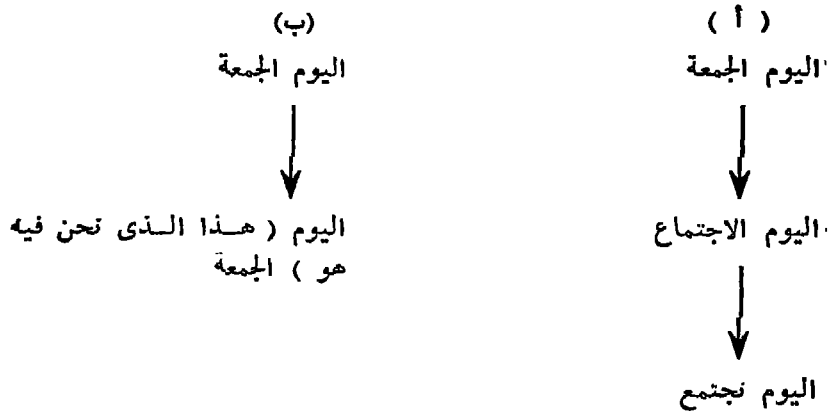 ( أ )
اليوم الجمعة
اليوم الاجتماع
اليوم نجتمع
(ب)
اليوم الجمعة
اليوم ( هـذا الـذى نحن فيه
هو ) الجمعة